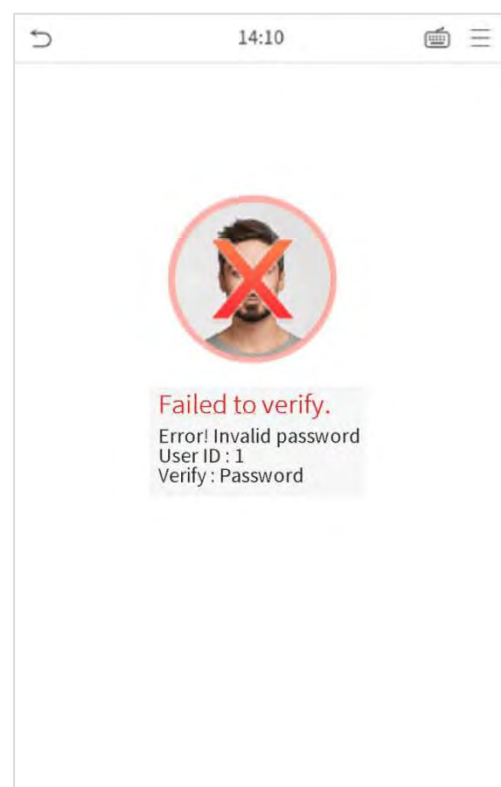 14:10
Failed to verify.
Error! Invalid password
User ID : 1
Verify : Password